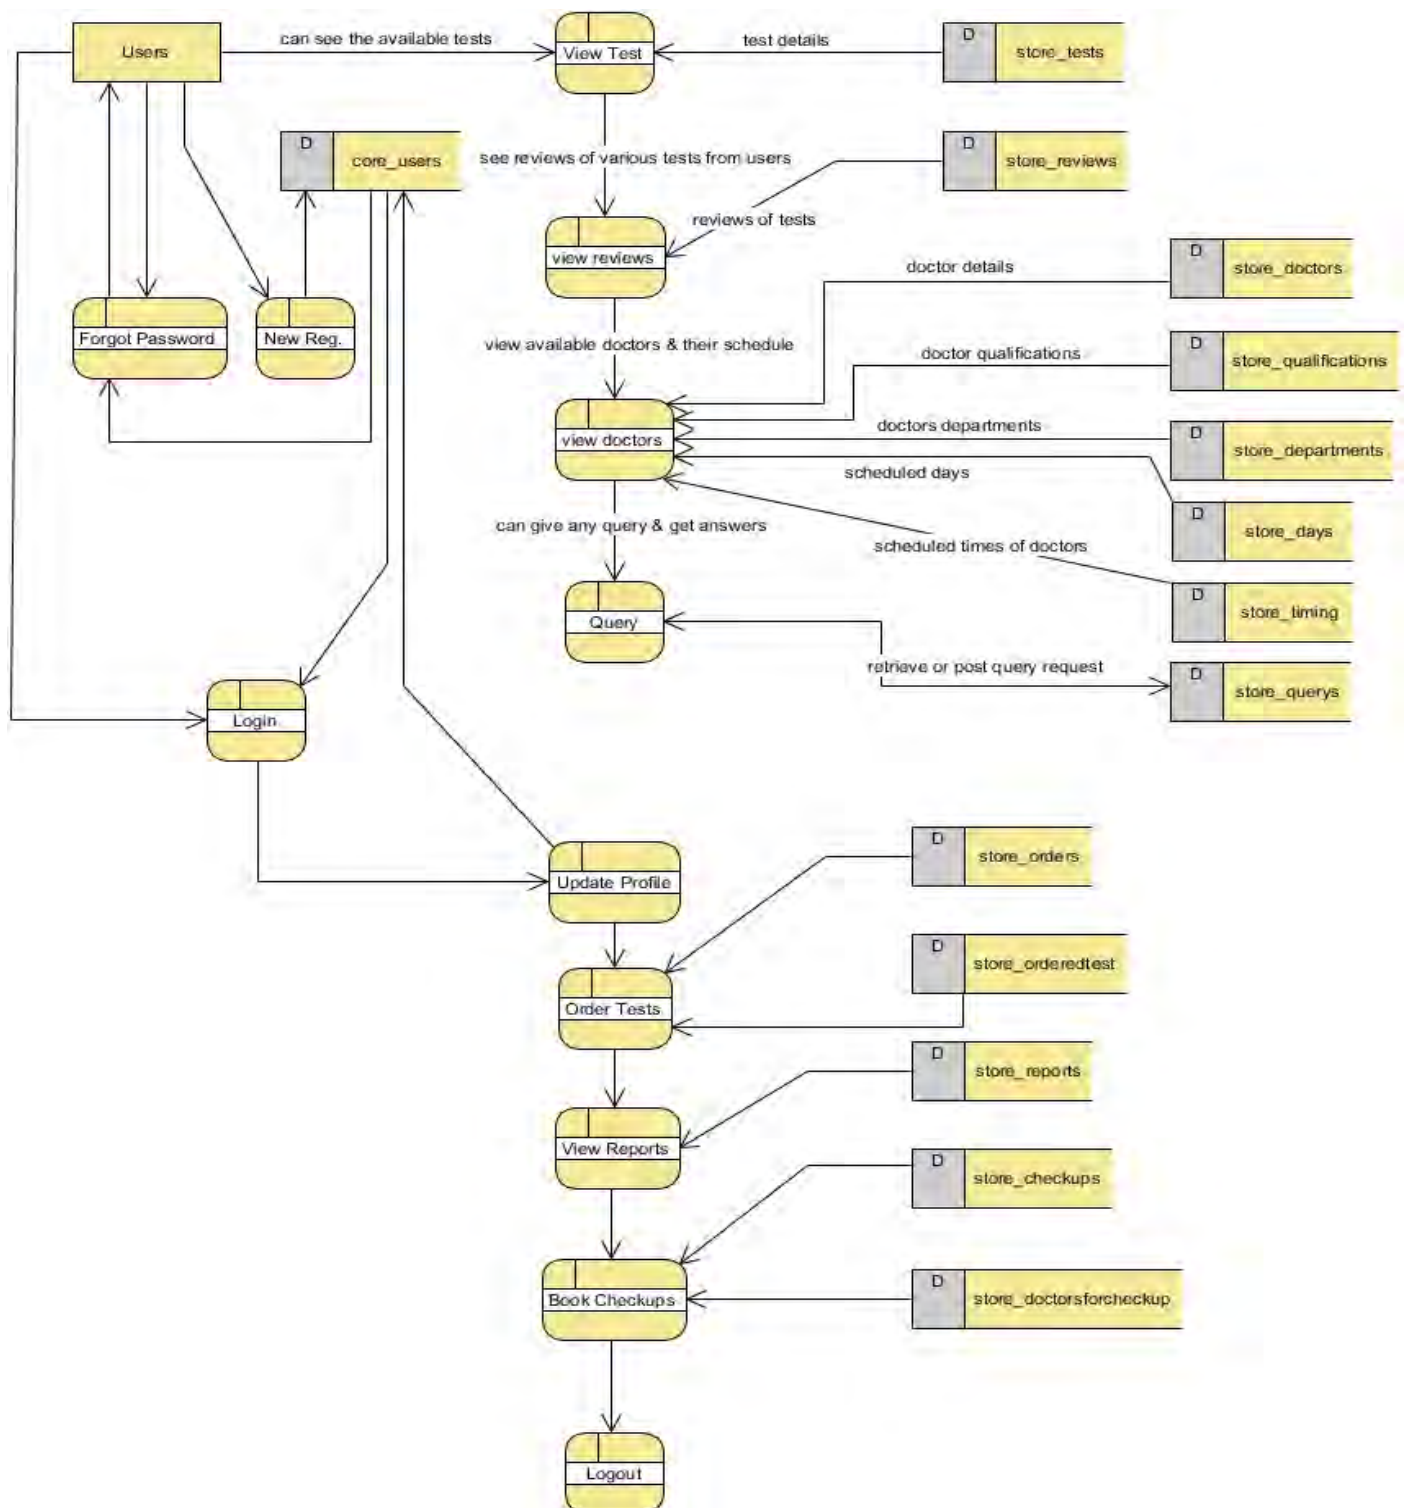 Users
can see the available tests
View Test
test details
D
store_tests
D
core_users
see reviews of various tests from users
D
store_reviews
reviews of tests
view reviews
D
store_doctors
doctor details
Forgot Password
New Reg.
view available doctors & their schedule
doctor qualifications
D
store_qualifications
view doctors
doctors departments
D
store_departments
scheduled days
D
store_days
can give any query & get answers
scheduled times of doctors
D
store_timing
Query
retrieve or post query request
D
store_querys
Login
D
store_orders
Update Profile
D
store_orderedtest
Order Tests
D
store_reports
View Reports
D
store_checkups
Book Checkups
D
store_doctorsforcheckup
Logout